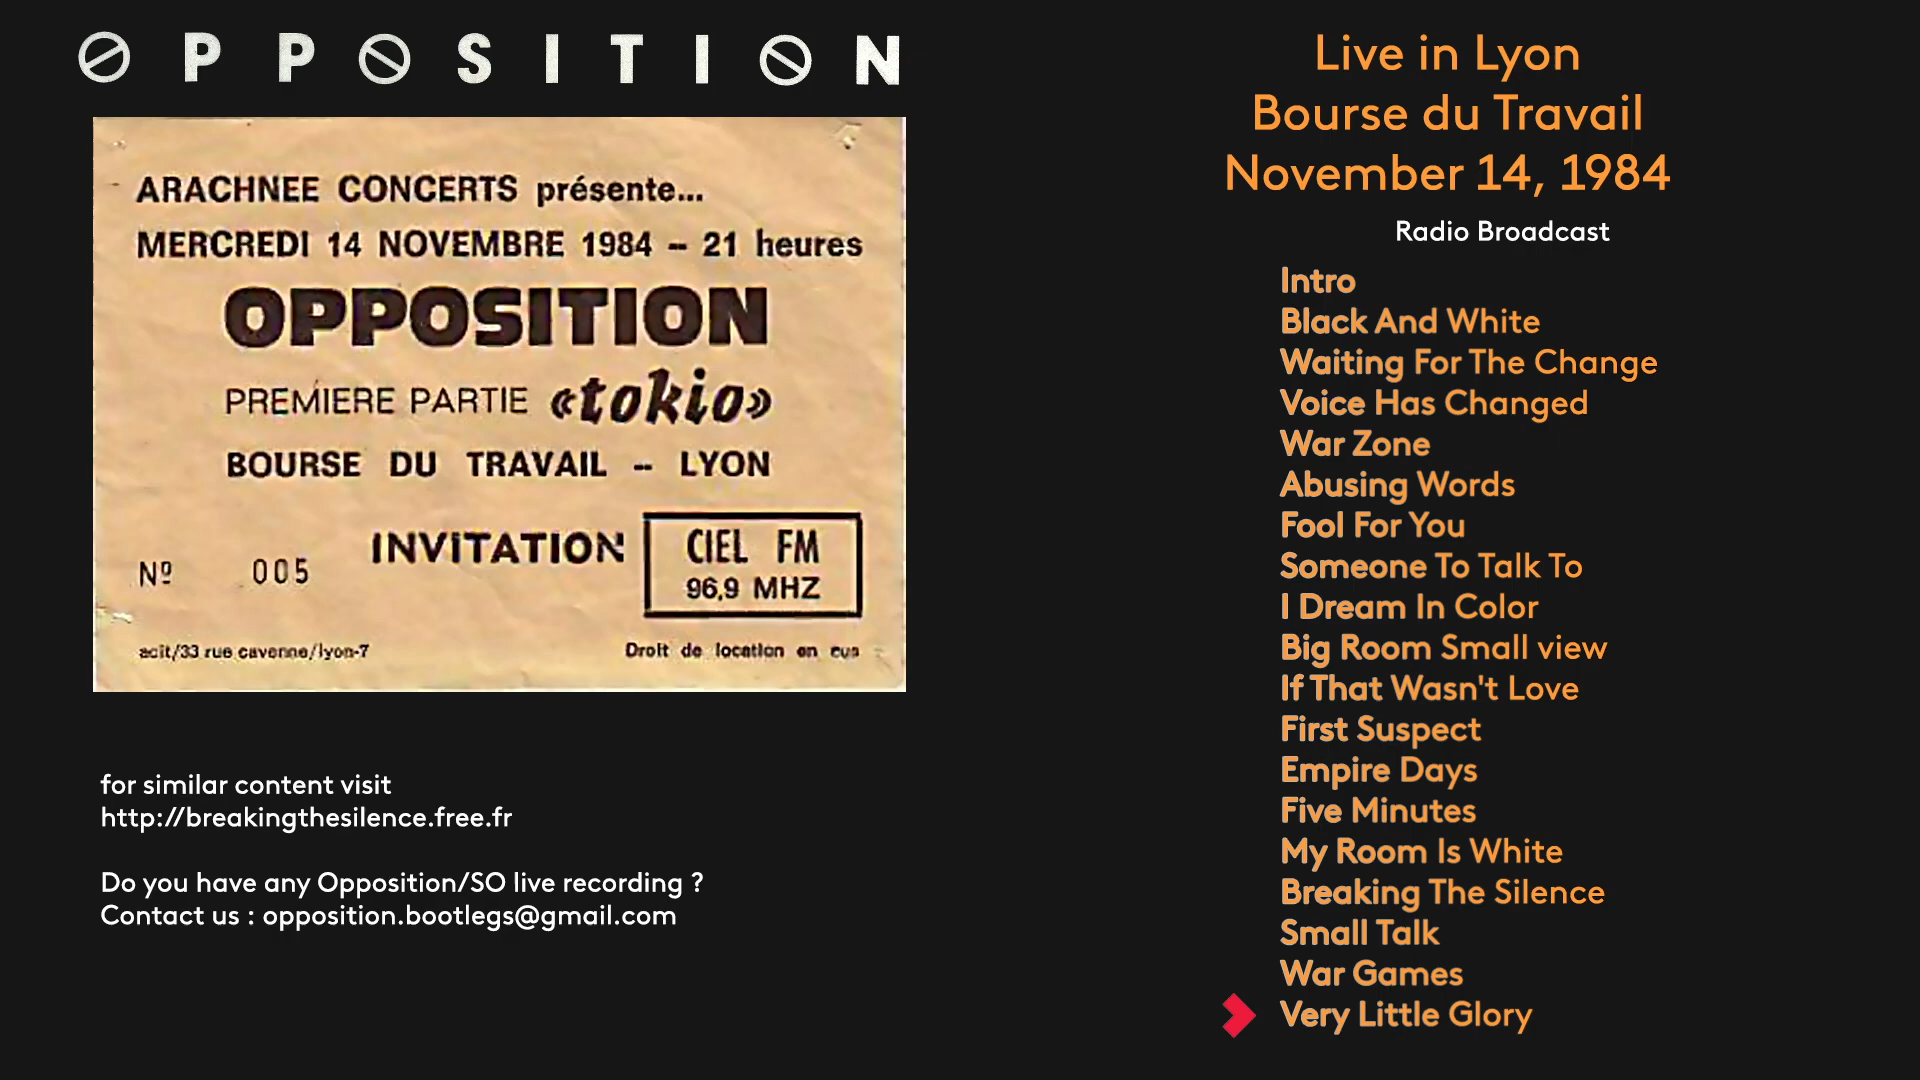 OPPOSITION
ARACHNEE CONCERTS présente...
MERCREDI 14 NOVEMBRE 1984 - 21 heures
OPPOSITION
PREMIERE PARTIE «tokio»
BOURSE DU TRAVAIL - LYON
INVITATION
CIEL FM
96,9 MHZ
Nº 005
acit/33 rue cavenne/lyon-7
Droit de location en
for similar content visit
http://breakingthesilence.free.fr
Do you have any Opposition/SO live recording ?
Contact us : opposition.bootlegs@gmail.com
Live in Lyon
Bourse du Travail
November 14, 1984
Radio Broadcast
Intro
Black And White
Waiting For The Change
Voice Has Changed
War Zone
Abusing Words
Fool For You
Someone To Talk To
I Dream In Color
Big Room Small view
If That Wasn't Love
First Suspect
Empire Days
Five Minutes
My Room Is White
Breaking The Silence
Small Talk
War Games
Very Little Glory